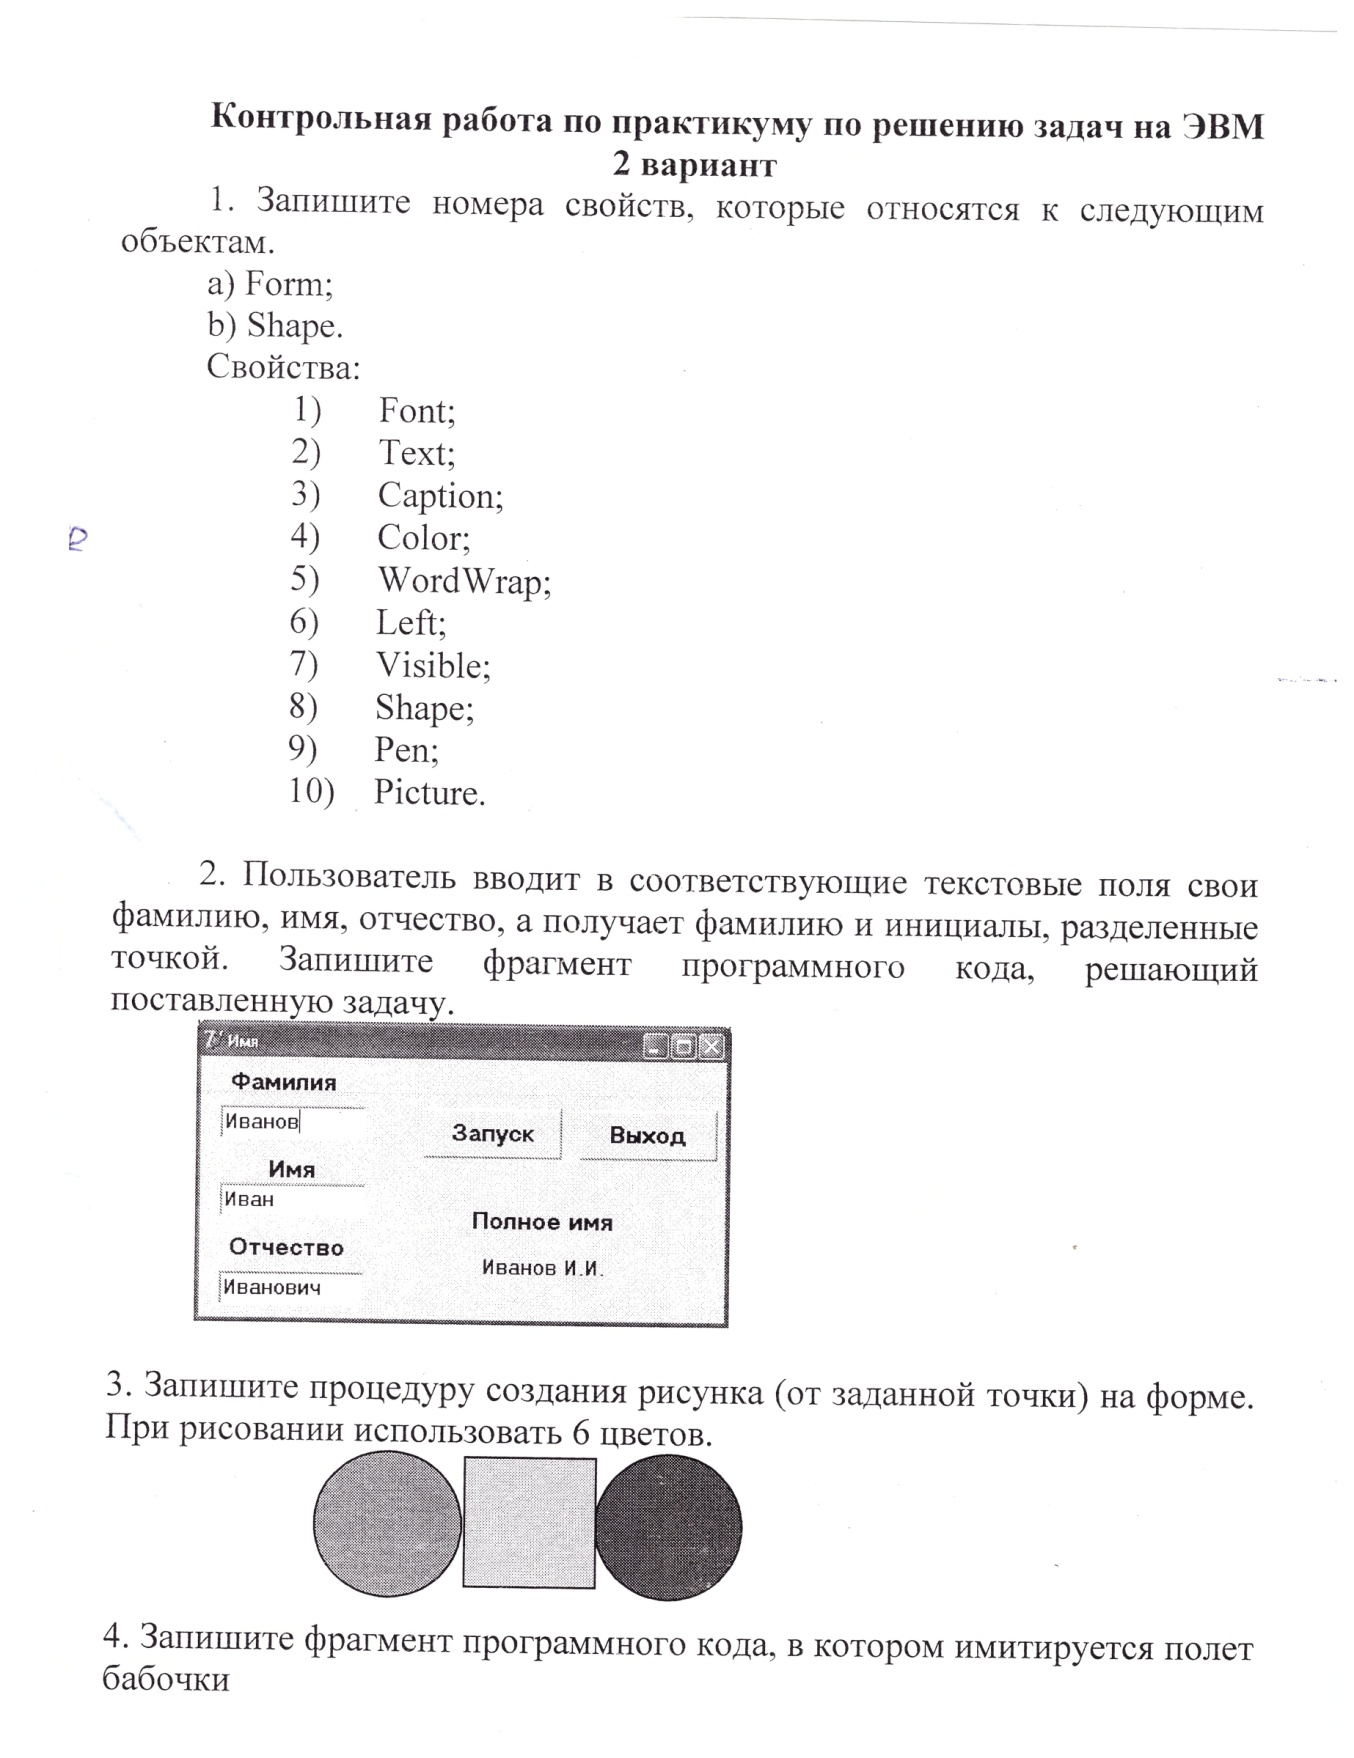 Контрольная работа по практикуму по решению задач на ЭВМ
2 вариант
1. Запишите номера свойств, которые относятся к следующим
объектам.
a) Form;
b) Shape.
Свойства:
1) Font;
2) Text;
3) Caption;
4) Color;
5) WordWrap;
6) Left;
7) Visible;
8) Shape;
9) Pen;
10) Picture.
2. Пользователь вводит в соответствующие текстовые поля свои
фамилию, имя, отчество, а получает фамилию и инициалы, разделенные
точкой. Запишите фрагмент программного кода, решающий
поставленную задачу.
Имя
Фамилия
Иванов
Запуск Выход
Имя
Иван
Полное имя
Отчество
Иванов И.И.
Иванович
3. Запишите процедуру создания рисунка (от заданной точки) на форме.
При рисовании использовать 6 цветов.
4. Запишите фрагмент программного кода, в котором имитируется полет
бабочки